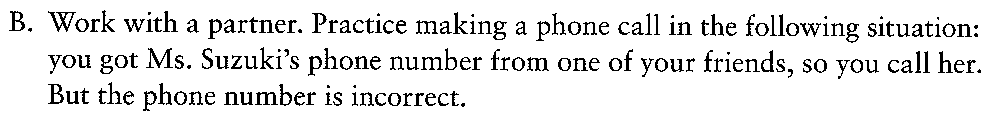 B. Work with a partner. Practice making a phone call in the following situation:
you got Ms. Suzuki's phone number from one of your friends, so you call her.
But the phone number is incorrect.